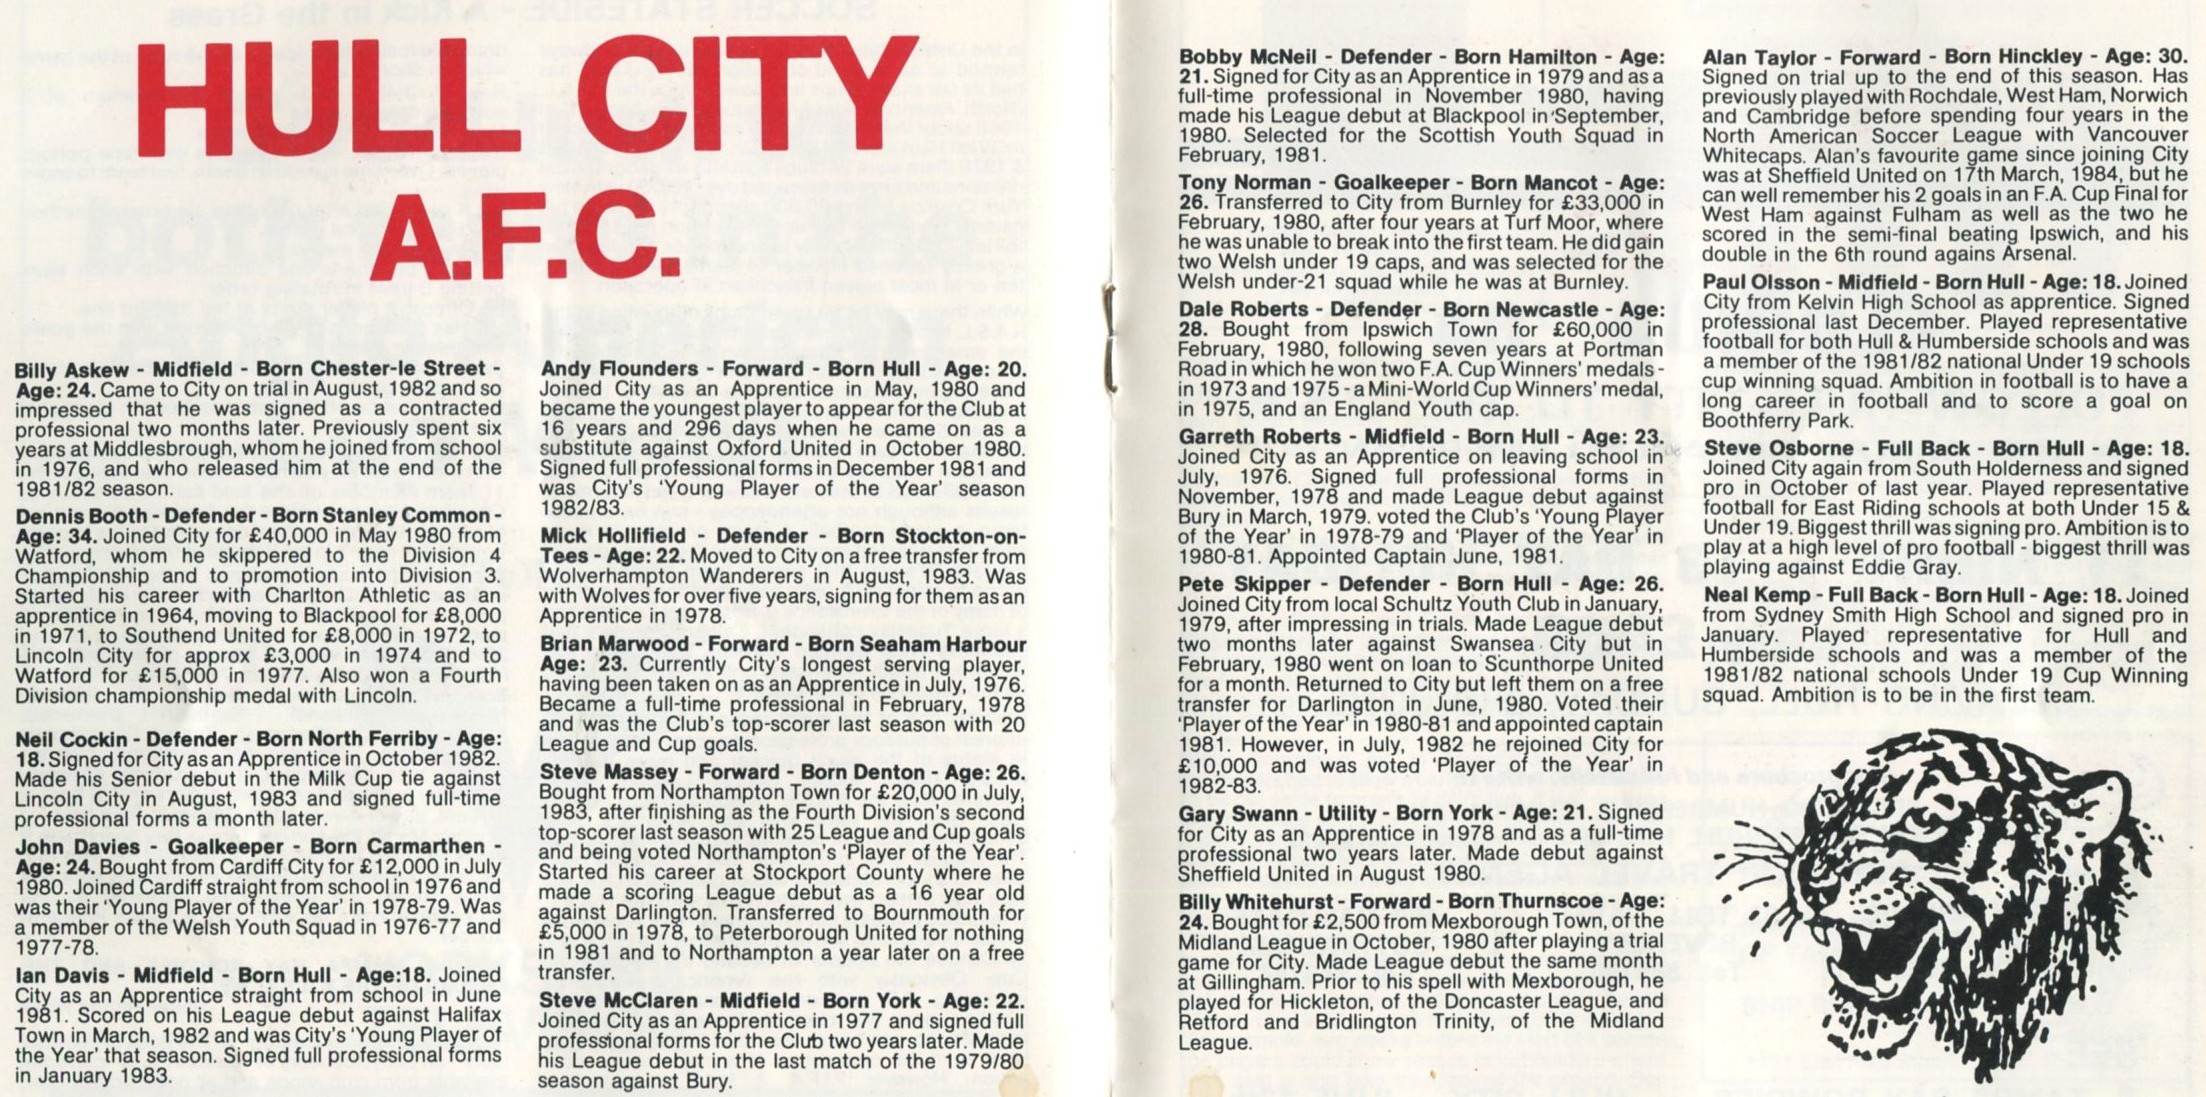 HULL CITY
A.F.C.
Billy Askew - Midfield - Born Chester-le Street -
Age: 24. Came to City on trial in August, 1982 and so
impressed that he was signed as a contracted
professional two months later. Previously spent six
years at Middlesbrough, whom he joined from school
in 1976, and who released him at the end of the
1981/82 season.
Dennis Booth - Defender - Born Stanley Common -
Age: 34. Joined City for £40,000 in May 1980 from
Watford, whom he skippered to the Division 4
Championship and to promotion into Division 3.
Started his career with Charlton Athletic as an
apprentice in 1964, moving to Blackpool for £8,000
in 1971, to Southend United for £8,000 in 1972, to
Lincoln City for approx £3,000 in 1974 and to
Watford for £15,000 in 1977. Also won a Fourth
Division championship medal with Lincoln.
Neil Cockin - Defender - Born North Ferriby - Age:
18. Signed for City as an Apprentice in October 1982.
Made his Senior debut in the Milk Cup tie against
Lincoln City in August, 1983 and signed full-time
professional forms a month later.
John Davies - Goalkeeper - Born Carmarthen -
Age: 24. Bought from Cardiff City for £12,000 in July
1980. Joined Cardiff straight from school in 1976 and
was their 'Young Player of the Year' in 1978-79. Was
a member of the Welsh Youth Squad in 1976-77 and
1977-78.
Ian Davis - Midfield - Born Hull - Age:18. Joined
City as an Apprentice straight from school in June
1981. Scored on his League debut against Halifax
Town in March, 1982 and was City's 'Young Player of
the Year' that season. Signed full professional forms
in January 1983.
Andy Flounders - Forward - Born Hull - Age: 20.
Joined City as an Apprentice in May, 1980 and
became the youngest player to appear for the Club at
16 years and 296 days when he came on as a
substitute against Oxford United in October 1980.
Signed full professional forms in December 1981 and
was City's 'Young Player of the Year' season
1982/83.
Mick Hollifield - Defender - Born Stockton-on-
Tees - Age: 22. Moved to City on a free transfer from
Wolverhampton Wanderers in August, 1983. Was
with Wolves for over five years, signing for them as an
Apprentice in 1978.
Brian Marwood - Forward - Born Seaham Harbour
Age: 23. Currently City's longest serving player,
having been taken on as an Apprentice in July, 1976.
Became a full-time professional in February, 1978
and was the Club's top-scorer last season with 20
League and Cup goals.
Steve Massey - Forward - Born Denton - Age: 26.
Bought from Northampton Town for £20,000 in July,
1983, after finishing as the Fourth Division's second
top-scorer last season with 25 League and Cup goals
and being voted Northampton's 'Player of the Year'.
Started his career at Stockport County where he
made a scoring League debut as a 16 year old
against Darlington. Transferred to Bournmouth for
£5,000 in 1978, to Peterborough United for nothing
in 1981 and to Northampton a year later on a free
transfer.
Steve McClaren - Midfield - Born York - Age: 22.
Joined City as an Apprentice in 1977 and signed full
professional forms for the Club two years later. Made
his League debut in the last match of the 1979/80
season against Bury.
Bobby McNeil - Defender - Born Hamilton - Age:
21. Signed for City as an Apprentice in 1979 and as a
full-time professional in November 1980, having
made his League debut at Blackpool in September,
1980. Selected for the Scottish Youth Squad in
February, 1981.
Tony Norman - Goalkeeper - Born Mancot - Age:
26. Transferred to City from Burnley for £33,000 in
February, 1980, after four years at Turf Moor, where
he was unable to break into the first team. He did gain
two Welsh under 19 caps, and was selected for the
Welsh under-21 squad while he was at Burnley.
Dale Roberts - Defender - Born Newcastle - Age:
28. Bought from Ipswich Town for £60,000 in
February, 1980, following seven years at Portman
Road in which he won two F.A. Cup Winners' medals -
in 1973 and 1975 - a Mini-World Cup Winners' medal,
in 1975, and an England Youth cap.
Garreth Roberts - Midfield - Born Hull - Age: 23.
Joined City as an Apprentice on leaving school in
July, 1976. Signed full professional forms in
November, 1978 and made League debut against
Bury in March, 1979. voted the Club's 'Young Player
of the Year' in 1978-79 and 'Player of the Year' in
1980-81. Appointed Captain June, 1981.
Pete Skipper - Defender - Born Hull - Age: 26.
Joined City from local Schultz Youth Club in January,
1979, after impressing in trials. Made League debut
two months later against Swansea City but in
February, 1980 went on loan to Scunthorpe United
for a month. Returned to City but left them on a free
transfer for Darlington in June, 1980. Voted their
'Player of the Year' in 1980-81 and appointed captain
1981. However, in July, 1982 he rejoined City for
£10,000 and was voted 'Player of the Year' in
1982-83.
Gary Swann - Utility - Born York - Age: 21. Signed
for City as an Apprentice in 1978 and as a full-time
professional two years later. Made debut against
Sheffield United in August 1980.
Billy Whitehurst - Forward - Born Thurnscoe - Age:
24. Bought for £2,500 from Mexborough Town, of the
Midland League in October, 1980 after playing a trial
game for City. Made League debut the same month
at Gillingham. Prior to his spell with Mexborough, he
played for Hickleton, of the Doncaster League, and
Retford and Bridlington Trinity, of the Midland
League.
Alan Taylor - Forward - Born Hinckley - Age: 30.
Signed on trial up to the end of this season. Has
previously played with Rochdale, West Ham, Norwich
and Cambridge before spending four years in the
North American Soccer League with Vancouver
Whitecaps. Alan's favourite game since joining City
was at Sheffield United on 17th March, 1984, but he
can well remember his 2 goals in an F.A. Cup Final for
West Ham against Fulham as well as the two he
scored in the semi-final beating Ipswich, and his
double in the 6th round agains Arsenal.
Paul Olsson - Midfield - Born Hull - Age: 18. Joined
City from Kelvin High School as apprentice. Signed
professional last December. Played representative
football for both Hull & Humberside schools and was
a member of the 1981/82 national Under 19 schools
cup winning squad. Ambition in football is to have a
long career in football and to score a goal on
Boothferry Park.
Steve Osborne - Full Back - Born Hull - Age: 18.
Joined City again from South Holderness and signed
pro in October of last year. Played representative
football for East Riding schools at both Under 15 &
Under 19. Biggest thrill was signing pro. Ambition is to
play at a high level of pro football - biggest thrill was
playing against Eddie Gray.
Neal Kemp - Full Back - Born Hull - Age: 18. Joined
from Sydney Smith High School and signed pro in
January. Played representative for Hull and
Humberside schools and was a member of the
1981/82 national schools Under 19 Cup Winning
squad. Ambition is to be in the first team.